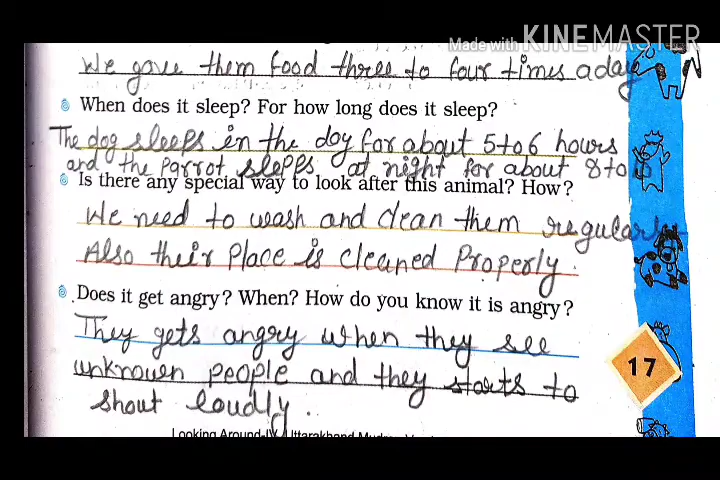 Made with KINEMASTER
We gave them food three to four times a day
When does it sleep? For how long does it sleep?
The dog sleeps in the day for about 5 to 6 hours
and the parrot slepps at night for about 8 to
Is there any special way to look after this animal? How?
We need to wash and clean them regularly
Also their place is cleaned Properly.
Does it get angry? When? How do you know it is angry?
They gets angry when they see
unknown people and they starts to
shout loudly.
17
Looking Around-IV, Uttarakhand